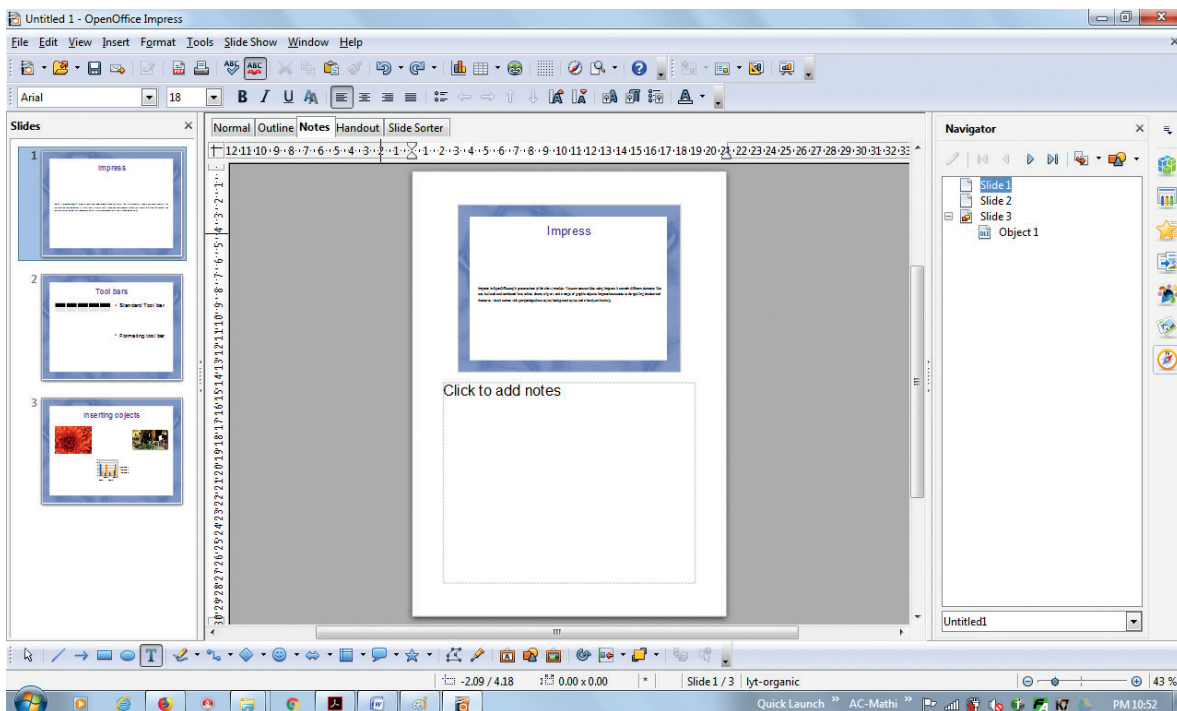 Untitled 1 - OpenOffice Impress
File Edit View Insert Format Tools Slide Show Window Help
Arial 18
Slides
Normal Outline Notes Handout Slide Sorter
Navigator
1
Impress
2
Tool bars
Standard Tool bar
Formating tool bar
3
Inserting objects
Impress
Click to add notes
Slide 1
Slide 2
Slide 3
Object 1
Untitled1
-2.09 / 4.18 0.00 x 0.00 * Slide 1 / 3 lyt-organic 43 %
Quick Launch AC-Mathi PM 10:52